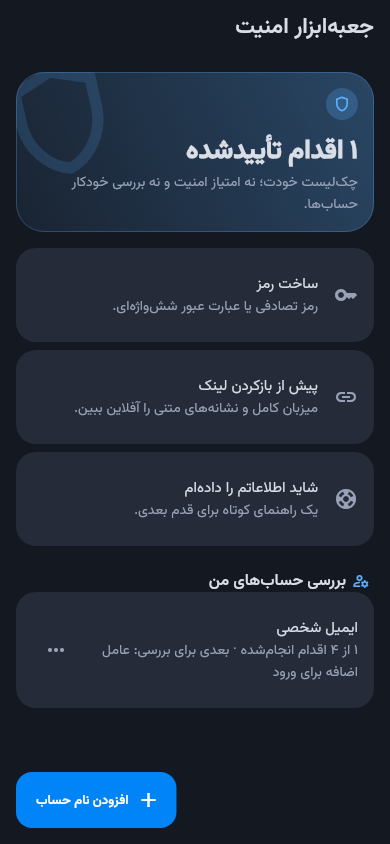 جعبه‌ابزار امنیت
۱ اقدام تأییدشده
چک‌لیست خودت؛ نه امتیاز امنیت و نه بررسی خودکار
حساب‌ها.
ساخت رمز
رمز تصادفی یا عبارت عبور شش‌واژه‌ای.
پیش از بازکردن لینک
میزبان کامل و نشانه‌های متنی را آفلاین ببین.
شاید اطلاعاتم را داده‌ام
یک راهنمای کوتاه برای قدم بعدی.
بررسی حساب‌های من
ایمیل شخصی
۱ از ۴ اقدام انجام‌شده · بعدی برای بررسی: عامل
اضافه برای ورود
افزودن نام حساب